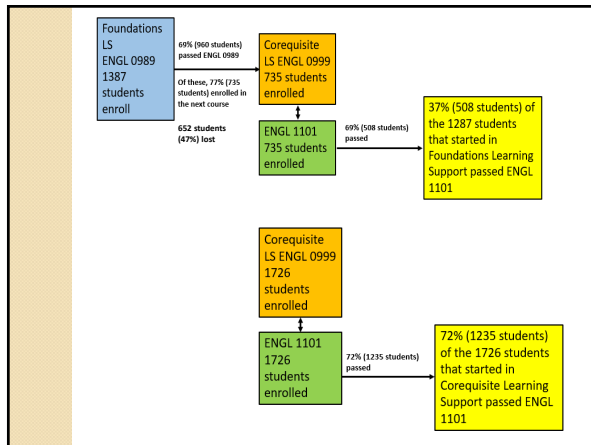 Foundations
LS
ENGL 0989
1387
students
enroll
69% (960 students)
passed ENGL 0989
Of these, 77% (735
students) enrolled in
the next course
652 students
(47%) lost
Corequisite
LS ENGL 0999
735 students
enrolled
ENGL 1101
735 students
enrolled
69% (508 students)
passed
37% (508 students) of
the 1287 students
that started in
Foundations Learning
Support passed ENGL
1101
Corequisite
LS ENGL 0999
1726
students
enrolled
ENGL 1101
1726
students
enrolled
72% (1235 students)
passed
72% (1235 students)
of the 1726 students
that started in
Corequisite Learning
Support passed ENGL
1101